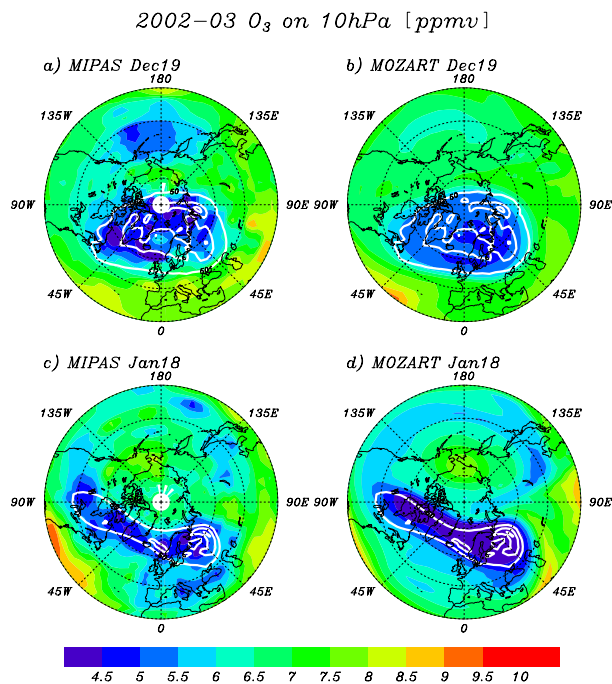 2002-03 O3 on 10hPa [ppmv]
a) MIPAS Dec19
b) MOZART Dec19
180
180
135W
135E
135W
135E
90W
90E
90W
90E
45W
45E
45W
45E
0
0
50
50
50
c) MIPAS Jan18
d) MOZART Jan18
180
180
135W
135E
135W
135E
90W
90E
90W
90E
45W
45E
45W
45E
0
0
4.5 5 5.5 6 6.5 7 7.5 8 8.5 9 9.5 10